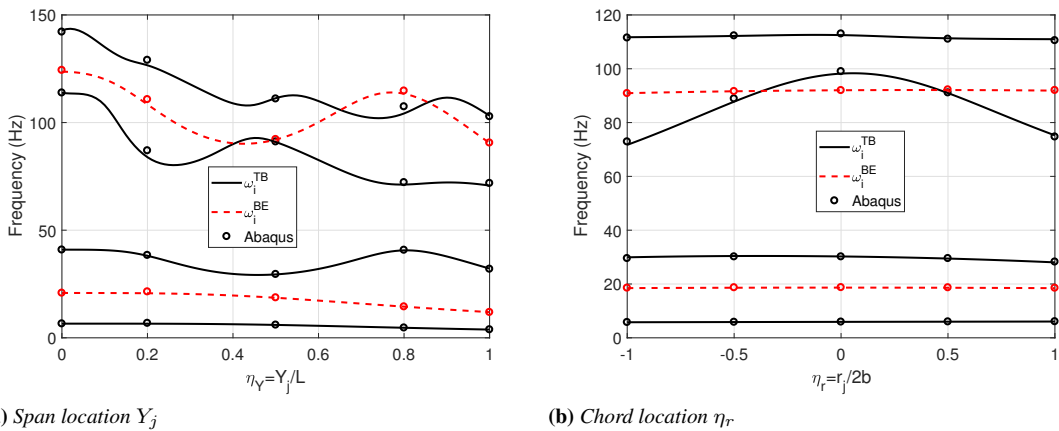 150
100
50
0
Frequency (Hz)
0 0.2 0.4 0.6 0.8 1
η_Y=Y_j/L
ω_i^TB
ω_i^BE
Abaqus
) Span location Y_j
120
100
80
60
40
20
0
Frequency (Hz)
-1 -0.5 0 0.5 1
η_r=r_j/2b
ω_i^TB
ω_i^BE
Abaqus
(b) Chord location η_r